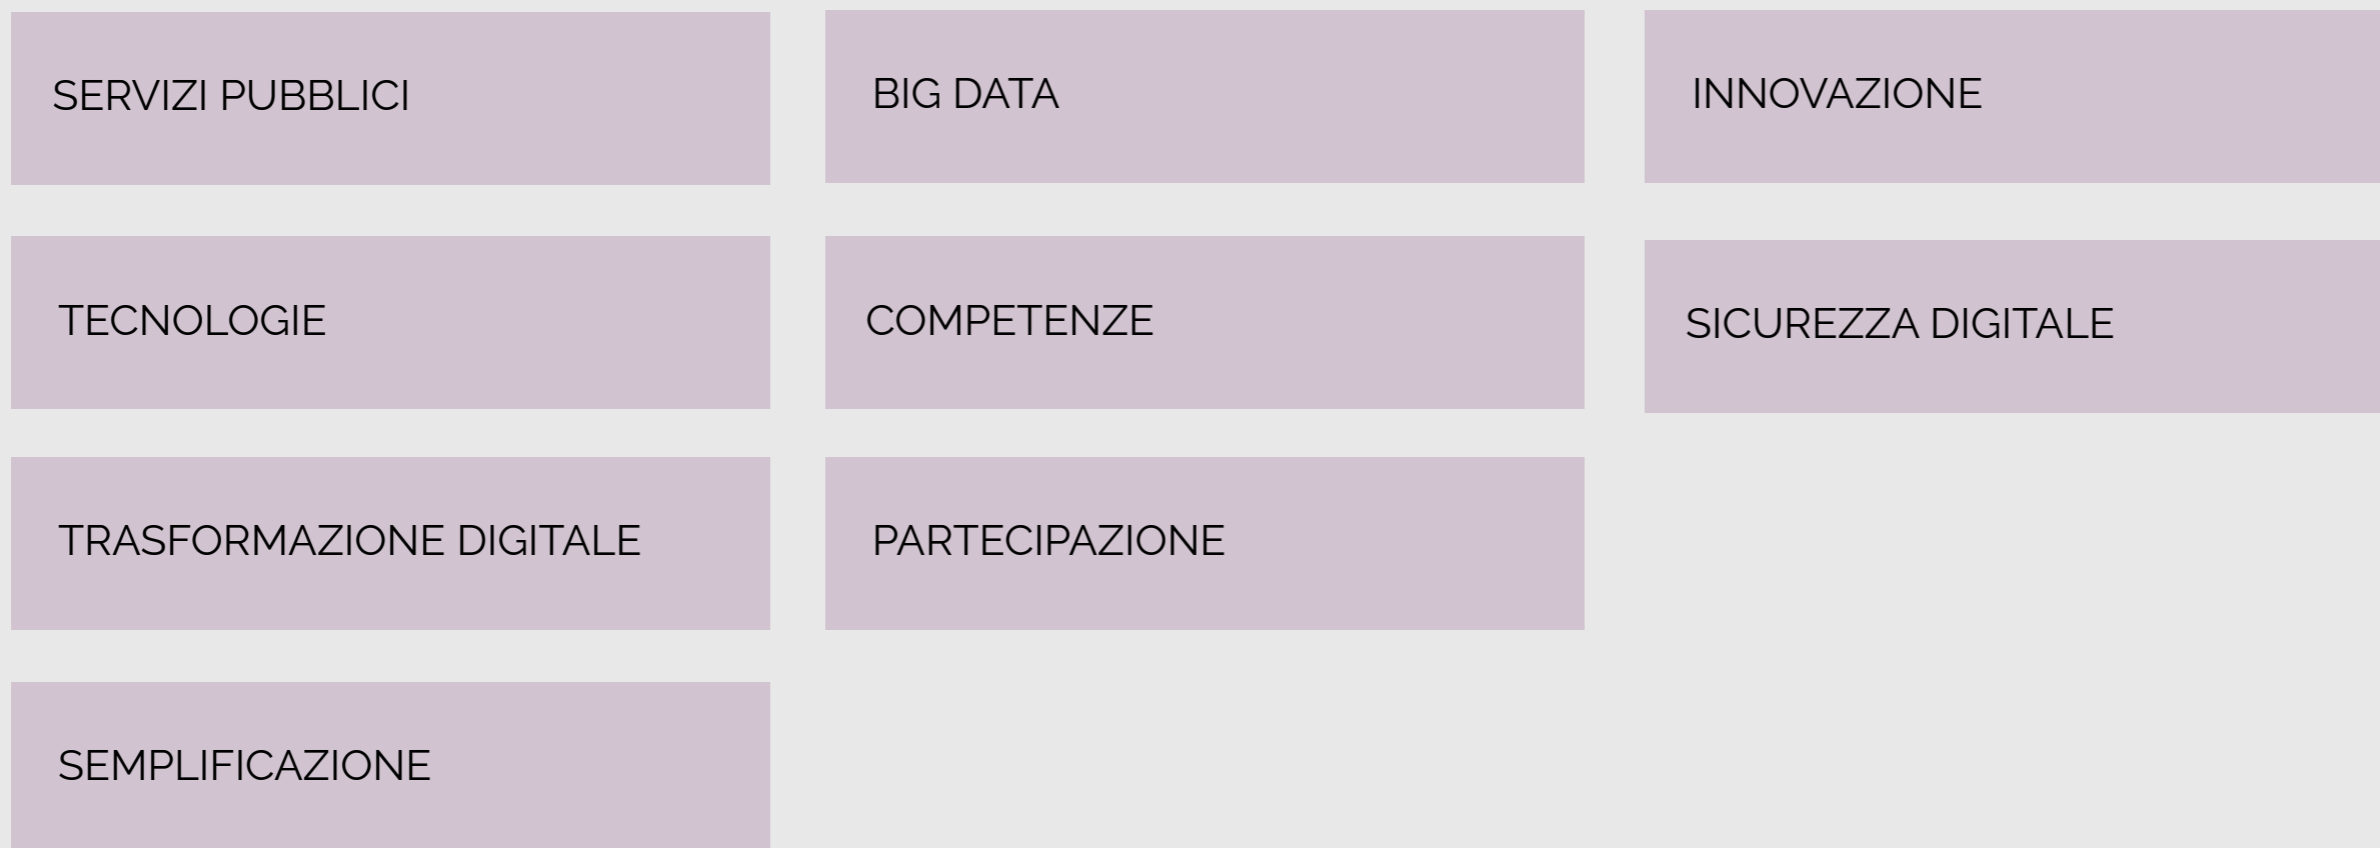 SERVIZI PUBBLICI
BIG DATA
INNOVAZIONE
TECNOLOGIE
COMPETENZE
SICUREZZA DIGITALE
TRASFORMAZIONE DIGITALE
PARTECIPAZIONE
SEMPLIFICAZIONE